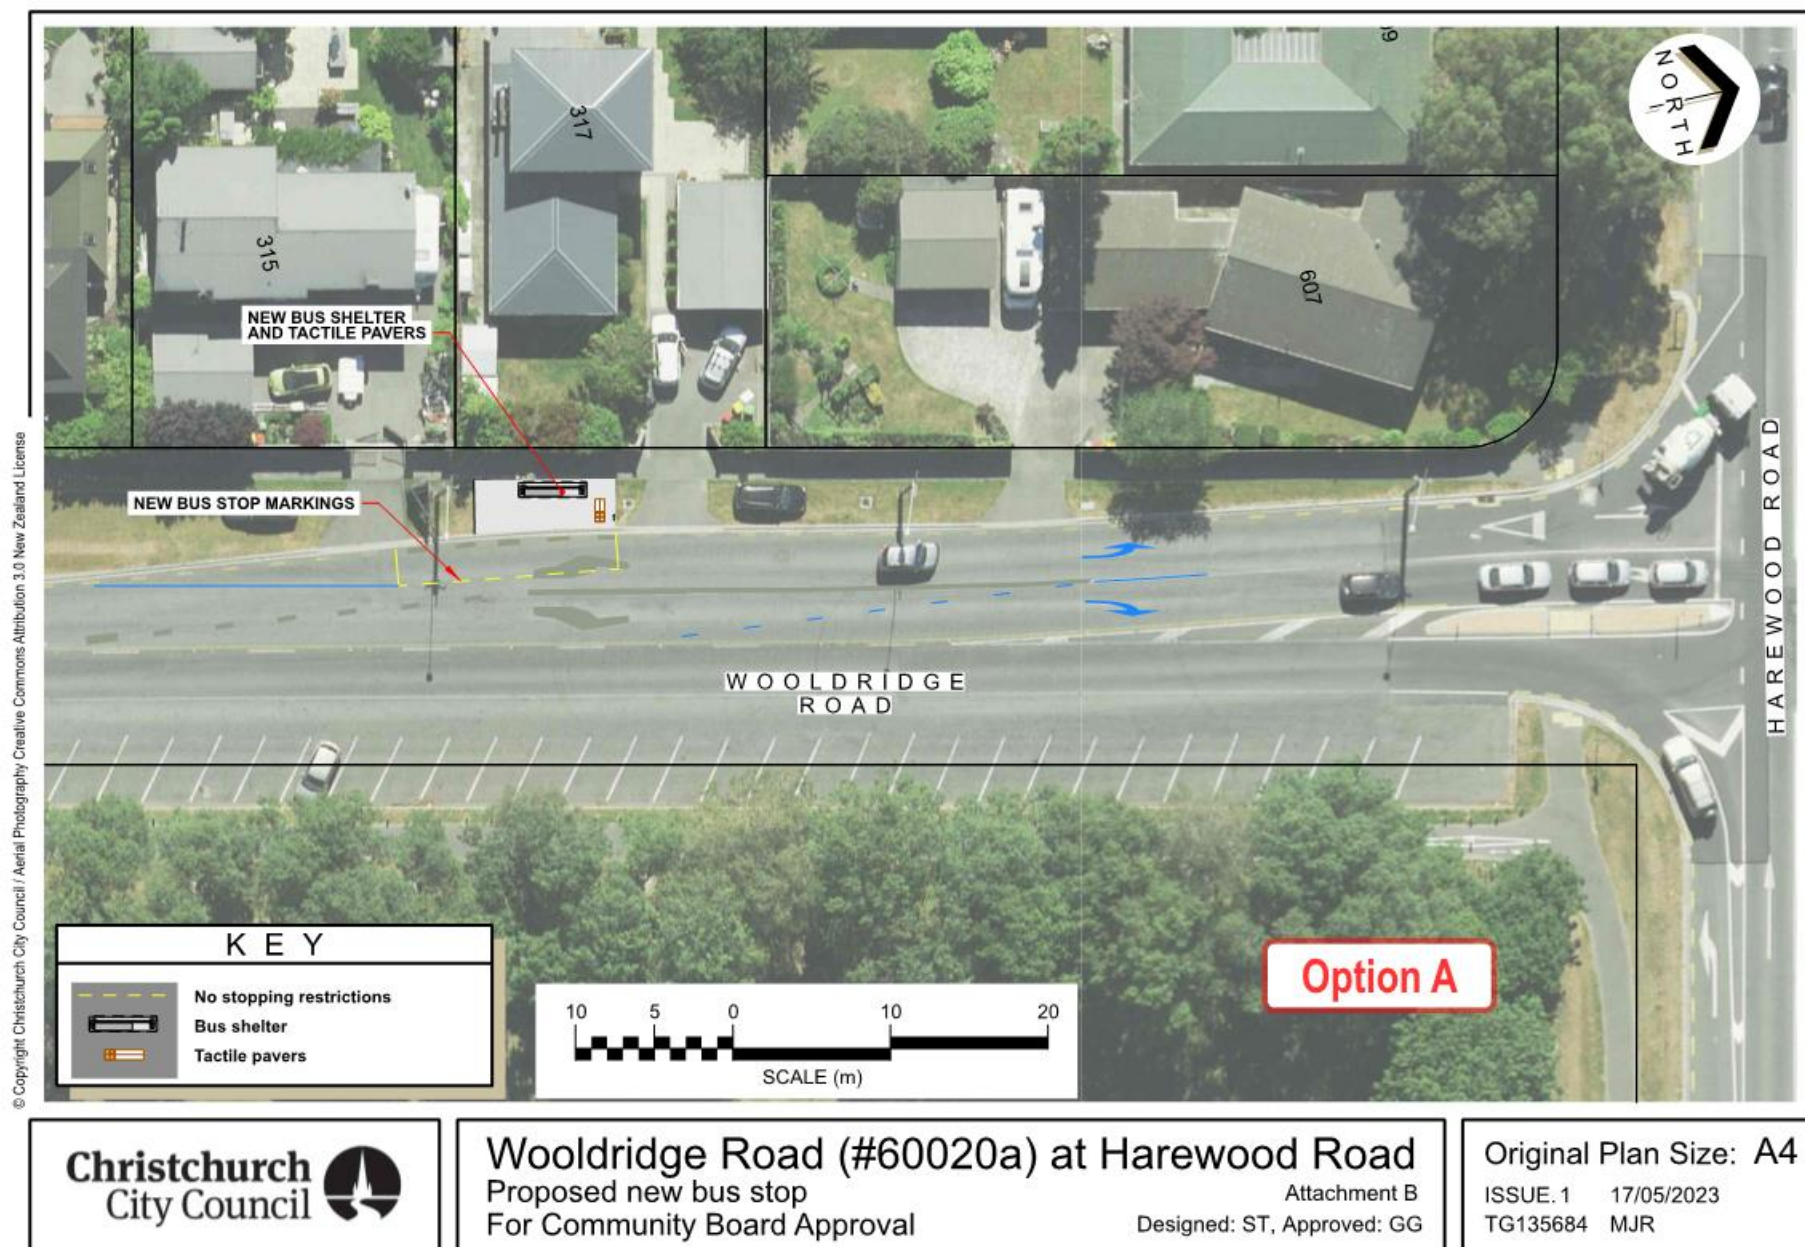 99
NORTH
317
315
607
NEW BUS SHELTER
AND TACTILE PAVERS
NEW BUS STOP MARKINGS
WOOLDRIDGE
ROAD
HAREWOOD ROAD
© Copyright Christchurch City Council / Aerial Photography Creative Commons Attribution 3.0 New Zealand License
KEY
No stopping restrictions
Bus shelter
Tactile pavers
10 5 0 10 20
SCALE (m)
Option A
Christchurch
City Council
Wooldridge Road (#60020a) at Harewood Road
Proposed new bus stop
For Community Board Approval
Attachment B
Designed: ST, Approved: GG
Original Plan Size: A4
ISSUE. 1 17/05/2023
TG135684 MJR